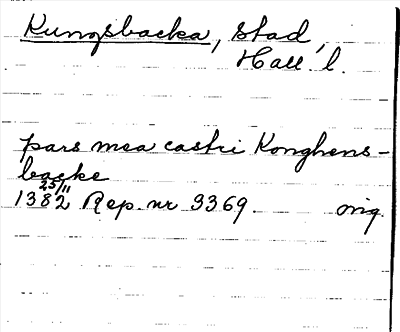 Kungsbacka, stad,
Hall. l.
pars mea castri Konghens-
backe
25/11
1382 Rep. nr 3369. orig.